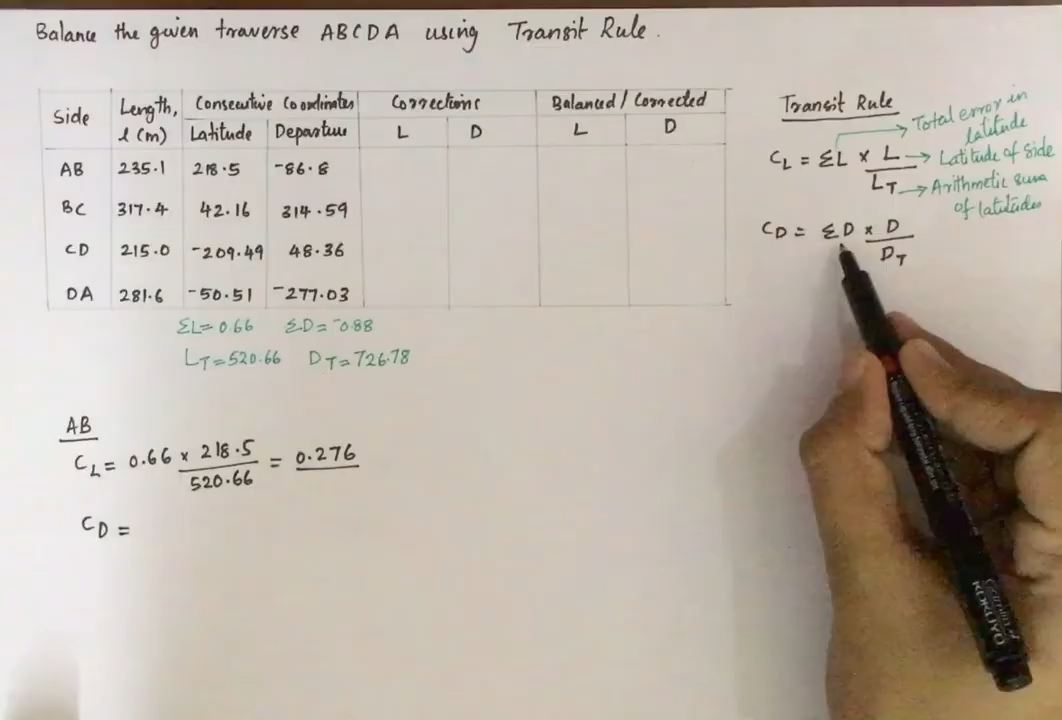 Balance the given traverse ABCDA using Transit Rule.
Side Length, l (m) Consecutive Coordinates Corrections Balanced / Corrected
Latitude Departure L D L D
AB 235.1 218.5 -86.8
BC 317.4 42.16 314.59
CD 215.0 -209.49 48.36
DA 281.6 -50.51 -277.03
ΣL=0.66 ΣD=-0.88
LT=520.66 DT=726.78
Transit Rule
CL = ΣL × L / LT
Total error in latitude
Latitude of side
Arithmetic sum of latitudes
CD = ΣD × D / DT
AB
CL = 0.66 × 218.5 / 520.66 = 0.276
CD =
KOKUYO